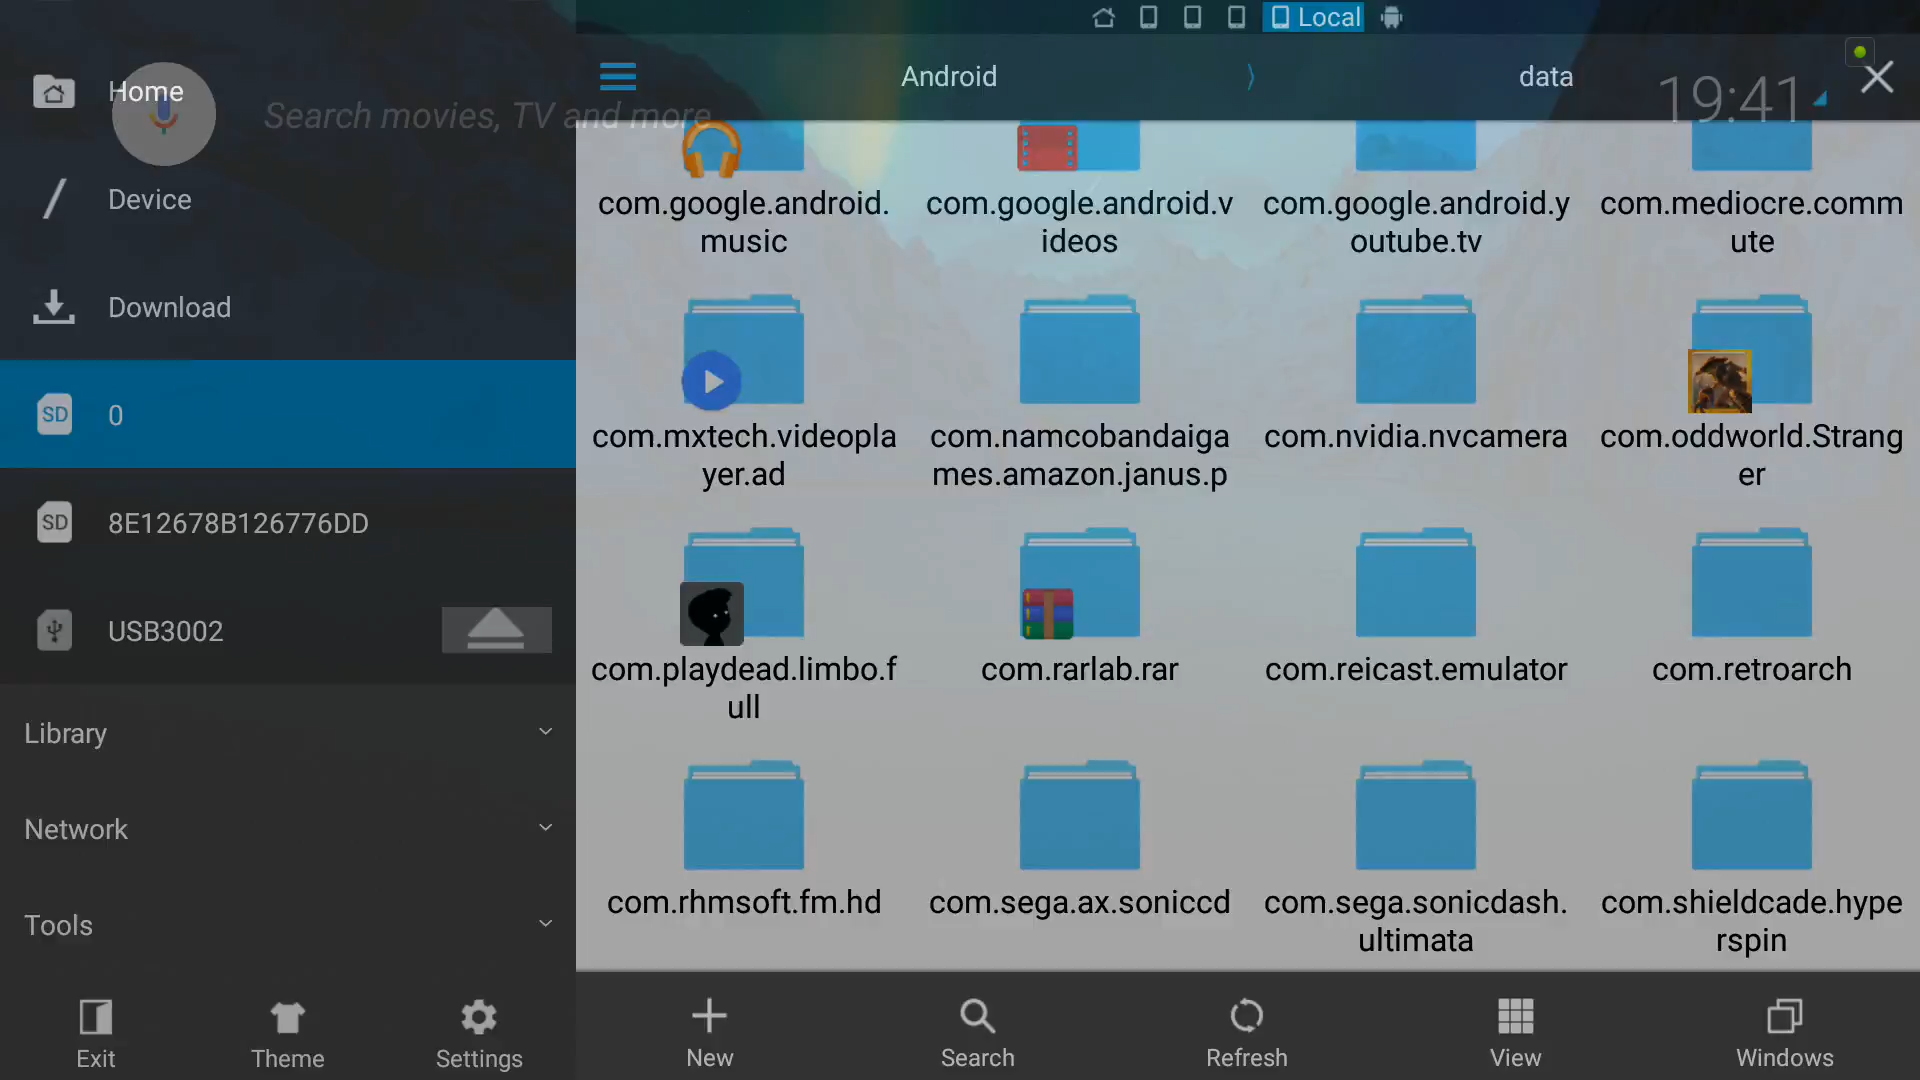 Local
Home
Search movies, TV and more
Android
data
19:41
Device
Download
SD
0
SD
8E12678B126776DD
USB3002
Library
Network
Tools
Exit
Theme
Settings
com.google.android.
music
com.google.android.v
ideos
com.google.android.y
outube.tv
com.mediocre.comm
ute
com.mxtech.videopla
yer.ad
com.namcobandaiga
mes.amazon.janus.p
com.nvidia.nvcamera
com.oddworld.Strang
er
com.playdead.limbo.f
ull
com.rarlab.rar
com.reicast.emulator
com.retroarch
com.rhmsoft.fm.hd
com.sega.ax.soniccd
com.sega.sonicdash.
ultimata
com.shieldcade.hype
rspin
New
Search
Refresh
View
Windows